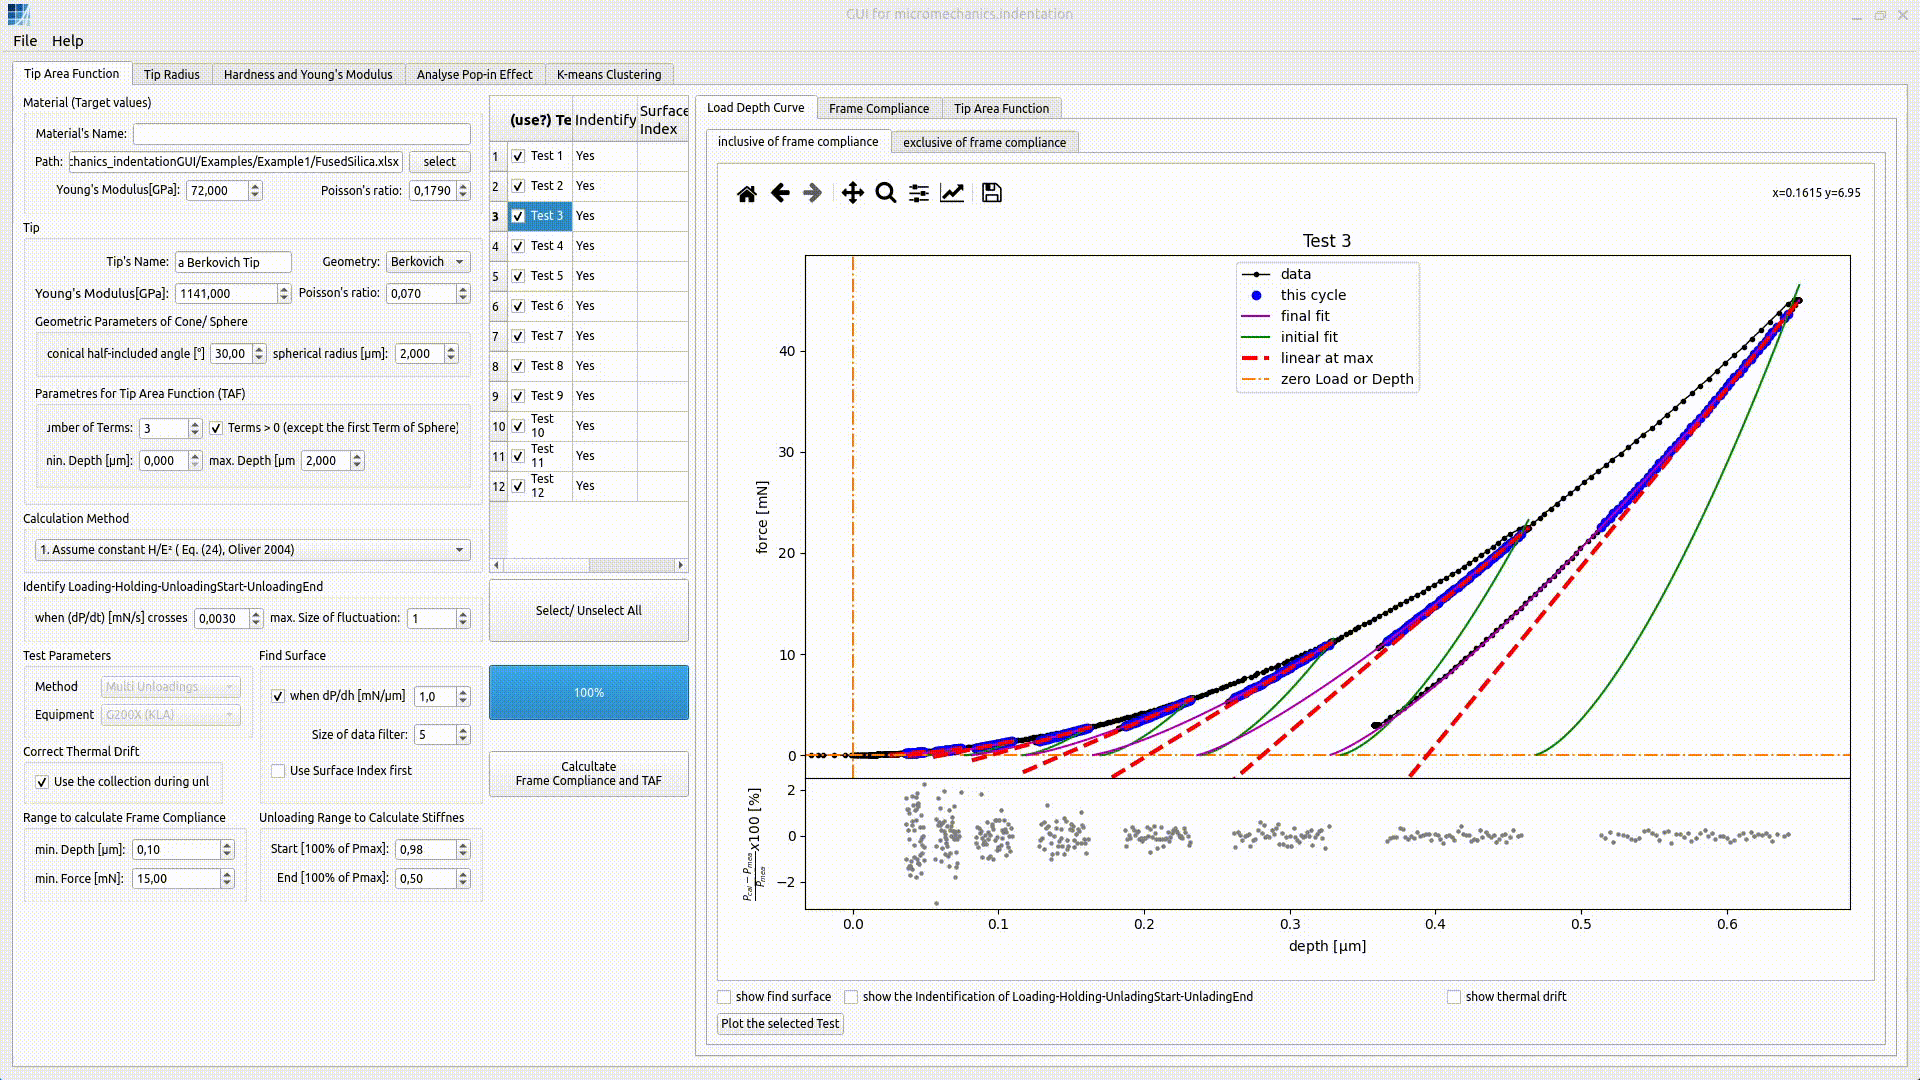 GUI for micromechanics.indentation
File Help
Tip Area Function Tip Radius Hardness and Young's Modulus Analyse Pop-in Effect K-means Clustering
Material (Target values)
Material's Name:
Path: :hanics_indentationGUI/Examples/Example1/FusedSilica.xlsx select
Young's Modulus[GPa]: 72,000 Poisson's ratio: 0,1790
Tip
Tip's Name: a Berkovich Tip Geometry: Berkovich
Young's Modulus[GPa]: 1141,000 Poisson's ratio: 0,070
Geometric Parameters of Cone/ Sphere
conical half-included angle [°] 30,00 spherical radius [µm]: 2,000
Parametres for Tip Area Function (TAF)
umber of Terms: 3 Terms > 0 (except the first Term of Sphere)
nin. Depth [µm]: 0,000 max. Depth [µm 2,000
Calculation Method
1. Assume constant H/E² ( Eq. (24), Oliver 2004)
Identify Loading-Holding-UnloadingStart-UnloadingEnd
when (dP/dt) [mN/s] crosses 0,0030 max. Size of fluctuation: 1
Test Parameters
Method Multi Unloadings
Equipment G200X (KLA)
Correct Thermal Drift
Use the collection during unl
Find Surface
when dP/dh [mN/µm] 1,0
Size of data filter: 5
Use Surface Index first
Range to calculate Frame Compliance
min. Depth [µm]: 0,10
min. Force [mN]: 15,00
Unloading Range to Calculate Stiffnes
Start [100% of Pmax]: 0,98
End [100% of Pmax]: 0,50
(use?) Te Indentify Surface Index
1 Test 1 Yes
2 Test 2 Yes
3 Test 3 Yes
4 Test 4 Yes
5 Test 5 Yes
6 Test 6 Yes
7 Test 7 Yes
8 Test 8 Yes
9 Test 9 Yes
10 Test 10 Yes
11 Test 11 Yes
12 Test 12 Yes
Select/ Unselect All
100%
Calcultate
Frame Compliance and TAF
Load Depth Curve Frame Compliance Tip Area Function
inclusive of frame compliance exclusive of frame compliance
x=0.1615 y=6.95
Test 3
data
this cycle
final fit
initial fit
linear at max
zero Load or Depth
force [mN]
40
30
20
10
0
2
0
−2
Pcal − Pmea
Pmea
x100 [%]
0.0 0.1 0.2 0.3 0.4 0.5 0.6
depth [µm]
show find surface show the Indentification of Loading-Holding-UnladingStart-UnladingEnd show thermal drift
Plot the selected Test